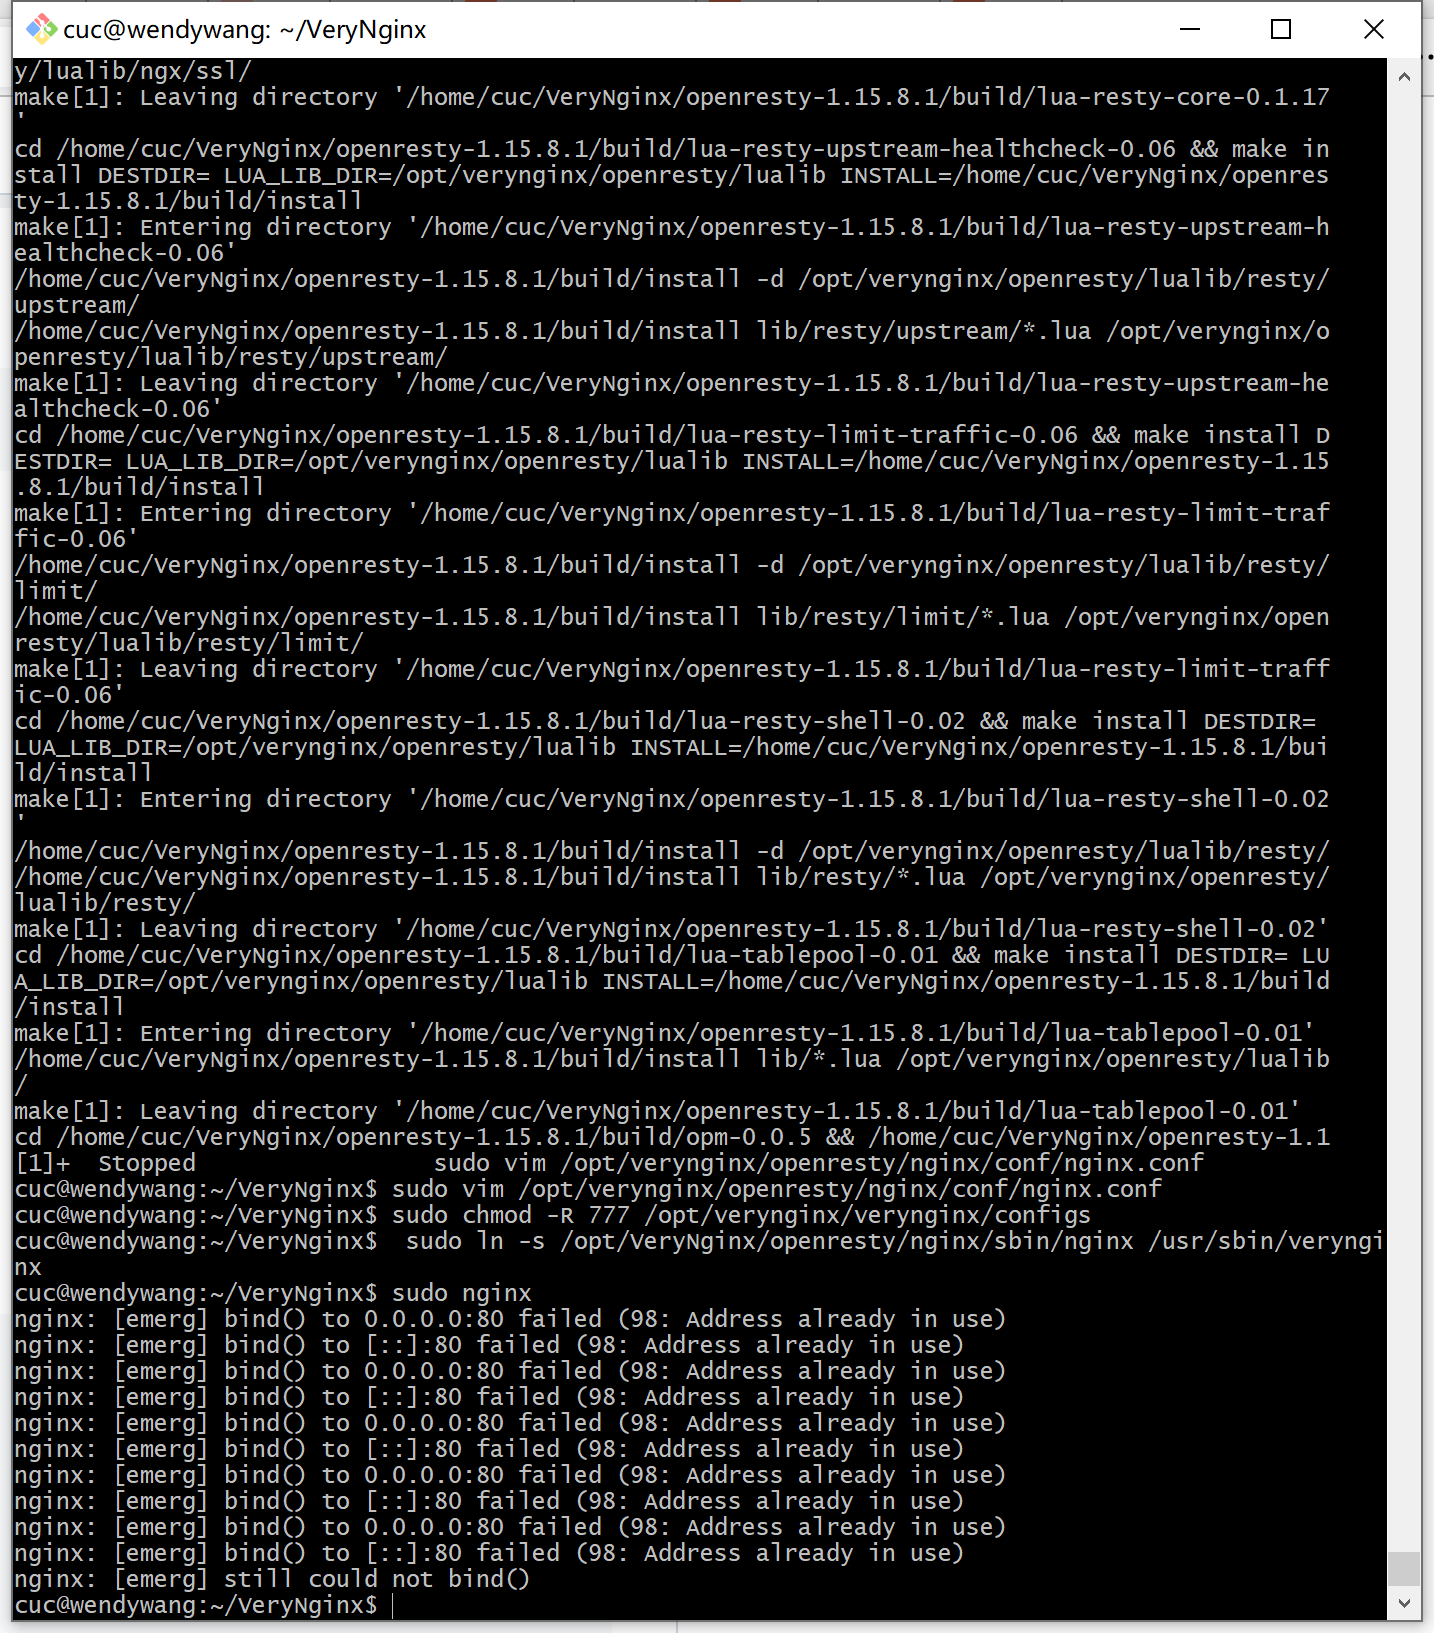 cuc@wendywang: ~/VeryNginx
y/lualib/ngx/ssl/
make[1]: Leaving directory '/home/cuc/VeryNginx/openresty-1.15.8.1/build/lua-resty-core-0.1.17
'
cd /home/cuc/VeryNginx/openresty-1.15.8.1/build/lua-resty-upstream-healthcheck-0.06 && make in
stall DESTDIR= LUA_LIB_DIR=/opt/verynginx/openresty/lualib INSTALL=/home/cuc/VeryNginx/openres
ty-1.15.8.1/build/install
make[1]: Entering directory '/home/cuc/VeryNginx/openresty-1.15.8.1/build/lua-resty-upstream-h
ealthcheck-0.06'
/home/cuc/VeryNginx/openresty-1.15.8.1/build/install -d /opt/verynginx/openresty/lualib/resty/
upstream/
/home/cuc/VeryNginx/openresty-1.15.8.1/build/install lib/resty/upstream/*.lua /opt/verynginx/o
penresty/lualib/resty/upstream/
make[1]: Leaving directory '/home/cuc/VeryNginx/openresty-1.15.8.1/build/lua-resty-upstream-he
althcheck-0.06'
cd /home/cuc/VeryNginx/openresty-1.15.8.1/build/lua-resty-limit-traffic-0.06 && make install D
ESTDIR= LUA_LIB_DIR=/opt/verynginx/openresty/lualib INSTALL=/home/cuc/VeryNginx/openresty-1.15
.8.1/build/install
make[1]: Entering directory '/home/cuc/VeryNginx/openresty-1.15.8.1/build/lua-resty-limit-traf
fic-0.06'
/home/cuc/VeryNginx/openresty-1.15.8.1/build/install -d /opt/verynginx/openresty/lualib/resty/
limit/
/home/cuc/VeryNginx/openresty-1.15.8.1/build/install lib/resty/limit/*.lua /opt/verynginx/open
resty/lualib/resty/limit/
make[1]: Leaving directory '/home/cuc/VeryNginx/openresty-1.15.8.1/build/lua-resty-limit-traff
ic-0.06'
cd /home/cuc/VeryNginx/openresty-1.15.8.1/build/lua-resty-shell-0.02 && make install DESTDIR=
LUA_LIB_DIR=/opt/verynginx/openresty/lualib INSTALL=/home/cuc/VeryNginx/openresty-1.15.8.1/bui
ld/install
make[1]: Entering directory '/home/cuc/VeryNginx/openresty-1.15.8.1/build/lua-resty-shell-0.02
'
/home/cuc/VeryNginx/openresty-1.15.8.1/build/install -d /opt/verynginx/openresty/lualib/resty/
/home/cuc/VeryNginx/openresty-1.15.8.1/build/install lib/resty/*.lua /opt/verynginx/openresty/
lualib/resty/
make[1]: Leaving directory '/home/cuc/VeryNginx/openresty-1.15.8.1/build/lua-resty-shell-0.02'
cd /home/cuc/VeryNginx/openresty-1.15.8.1/build/lua-tablepool-0.01 && make install DESTDIR= LU
A_LIB_DIR=/opt/verynginx/openresty/lualib INSTALL=/home/cuc/VeryNginx/openresty-1.15.8.1/build
/install
make[1]: Entering directory '/home/cuc/VeryNginx/openresty-1.15.8.1/build/lua-tablepool-0.01'
/home/cuc/VeryNginx/openresty-1.15.8.1/build/install lib/*.lua /opt/verynginx/openresty/lualib
/
make[1]: Leaving directory '/home/cuc/VeryNginx/openresty-1.15.8.1/build/lua-tablepool-0.01'
cd /home/cuc/VeryNginx/openresty-1.15.8.1/build/opm-0.0.5 && /home/cuc/VeryNginx/openresty-1.1
[1]+  Stopped                 sudo vim /opt/verynginx/openresty/nginx/conf/nginx.conf
cuc@wendywang:~/VeryNginx$ sudo vim /opt/verynginx/openresty/nginx/conf/nginx.conf
cuc@wendywang:~/VeryNginx$ sudo chmod -R 777 /opt/verynginx/verynginx/configs
cuc@wendywang:~/VeryNginx$  sudo ln -s /opt/VeryNginx/openresty/nginx/sbin/nginx /usr/sbin/veryngi
nx
cuc@wendywang:~/VeryNginx$ sudo nginx
nginx: [emerg] bind() to 0.0.0.0:80 failed (98: Address already in use)
nginx: [emerg] bind() to [::]:80 failed (98: Address already in use)
nginx: [emerg] bind() to 0.0.0.0:80 failed (98: Address already in use)
nginx: [emerg] bind() to [::]:80 failed (98: Address already in use)
nginx: [emerg] bind() to 0.0.0.0:80 failed (98: Address already in use)
nginx: [emerg] bind() to [::]:80 failed (98: Address already in use)
nginx: [emerg] bind() to 0.0.0.0:80 failed (98: Address already in use)
nginx: [emerg] bind() to [::]:80 failed (98: Address already in use)
nginx: [emerg] bind() to 0.0.0.0:80 failed (98: Address already in use)
nginx: [emerg] bind() to [::]:80 failed (98: Address already in use)
nginx: [emerg] still could not bind()
cuc@wendywang:~/VeryNginx$